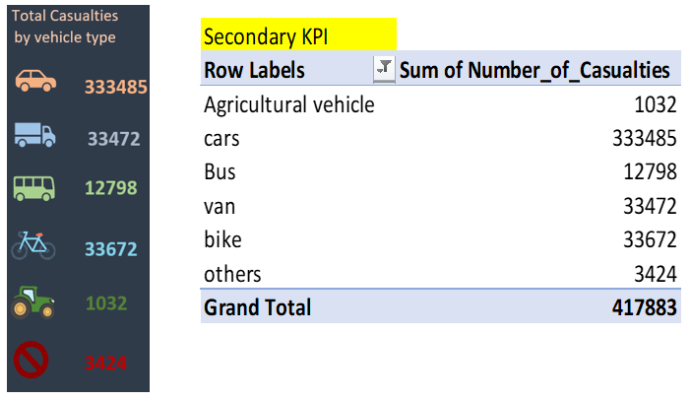 Total Casualties
by vehicle type
333485
33472
12798
33672
1032
3424
Secondary KPI
Row Labels Sum of Number_of_Casualties
Agricultural vehicle 1032
cars 333485
Bus 12798
van 33472
bike 33672
others 3424
Grand Total 417883